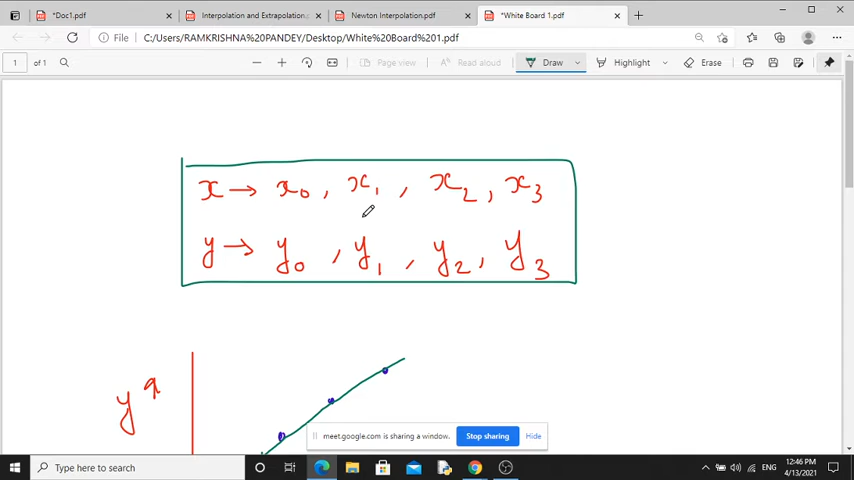 *Doc1.pdf
Interpolation and Extrapolation.
Newton Interpolation.pdf
*White Board 1.pdf
File C:/Users/RAMKRISHNA%20PANDEY/Desktop/White%20Board%201.pdf
1 of 1 Page view Read aloud Draw Highlight Erase
x → x₀ , x₁ , x₂ , x₃
y → y₀ , y₁ , y₂ , y₃
y
meet.google.com is sharing a window. Stop sharing Hide
Type here to search
ENG
12:46 PM
4/13/2021